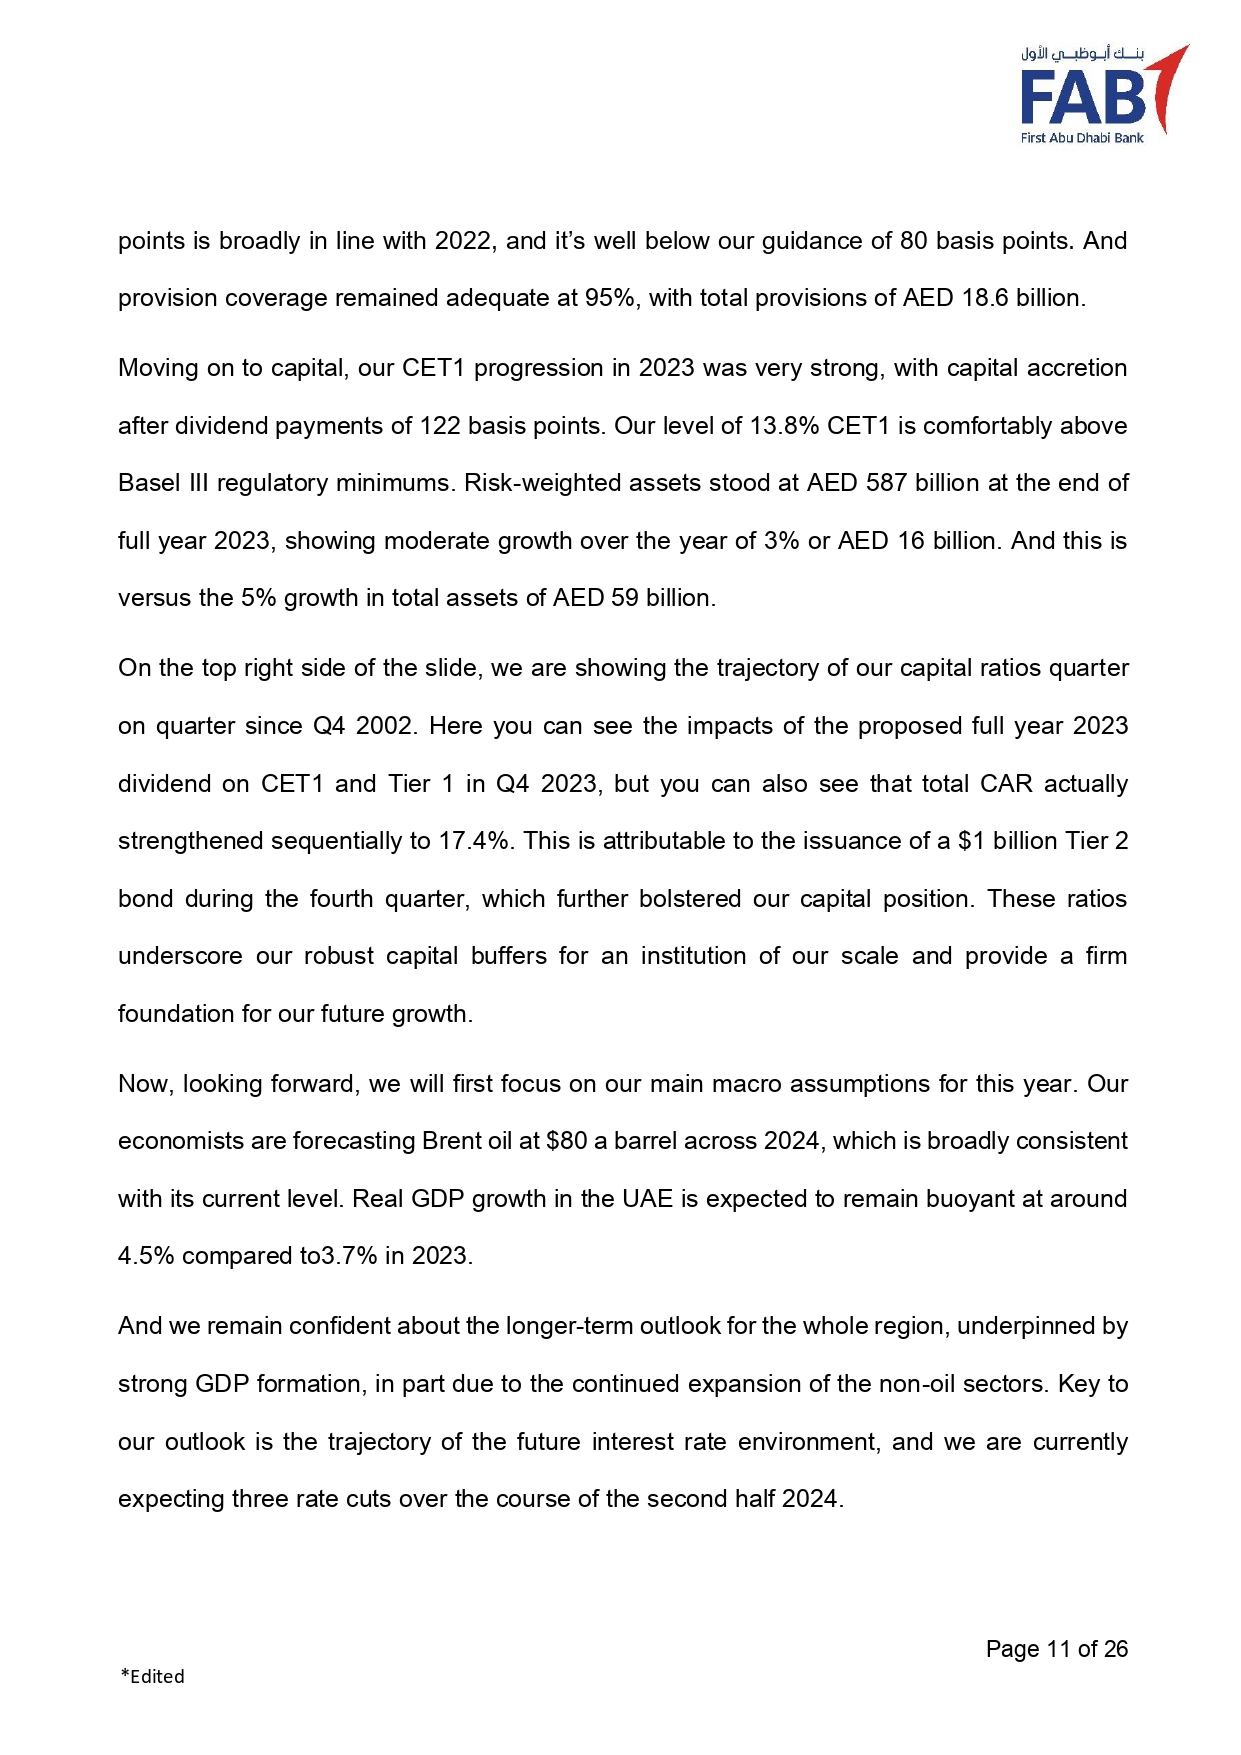 بنك أبوظبي الأول
FAB
First Abu Dhabi Bank
points is broadly in line with 2022, and it’s well below our guidance of 80 basis points. And
provision coverage remained adequate at 95%, with total provisions of AED 18.6 billion.
Moving on to capital, our CET1 progression in 2023 was very strong, with capital accretion
after dividend payments of 122 basis points. Our level of 13.8% CET1 is comfortably above
Basel III regulatory minimums. Risk-weighted assets stood at AED 587 billion at the end of
full year 2023, showing moderate growth over the year of 3% or AED 16 billion. And this is
versus the 5% growth in total assets of AED 59 billion.
On the top right side of the slide, we are showing the trajectory of our capital ratios quarter
on quarter since Q4 2002. Here you can see the impacts of the proposed full year 2023
dividend on CET1 and Tier 1 in Q4 2023, but you can also see that total CAR actually
strengthened sequentially to 17.4%. This is attributable to the issuance of a $1 billion Tier 2
bond during the fourth quarter, which further bolstered our capital position. These ratios
underscore our robust capital buffers for an institution of our scale and provide a firm
foundation for our future growth.
Now, looking forward, we will first focus on our main macro assumptions for this year. Our
economists are forecasting Brent oil at $80 a barrel across 2024, which is broadly consistent
with its current level. Real GDP growth in the UAE is expected to remain buoyant at around
4.5% compared to3.7% in 2023.
And we remain confident about the longer-term outlook for the whole region, underpinned by
strong GDP formation, in part due to the continued expansion of the non-oil sectors. Key to
our outlook is the trajectory of the future interest rate environment, and we are currently
expecting three rate cuts over the course of the second half 2024.
Page 11 of 26
*Edited